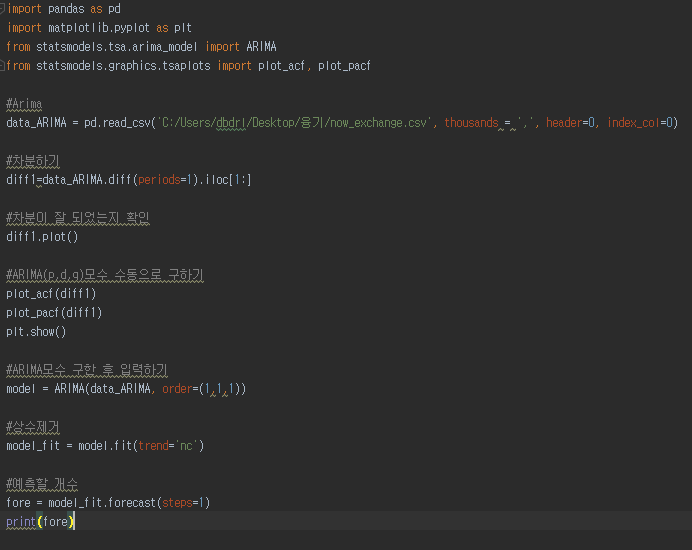 import pandas as pd
import matplotlib.pyplot as plt
from statsmodels.tsa.arima_model import ARIMA
from statsmodels.graphics.tsaplots import plot_acf, plot_pacf
#Arima
data_ARIMA = pd.read_csv('C:/Users/dbdrl/Desktop/융기/now_exchange.csv', thousands = ',', header=0, index_col=0)
#차분하기
diff1=data_ARIMA.diff(periods=1).iloc[1:]
#차분이 잘 되었는지 확인
diff1.plot()
#ARIMA(p,d,q)모수 수동으로 구하기
plot_acf(diff1)
plot_pacf(diff1)
plt.show()
#ARIMA모수 구한 후 입력하기
model = ARIMA(data_ARIMA, order=(1,1,1))
#상수제거
model_fit = model.fit(trend='nc')
#예측할 개수
fore = model_fit.forecast(steps=1)
print(fore)